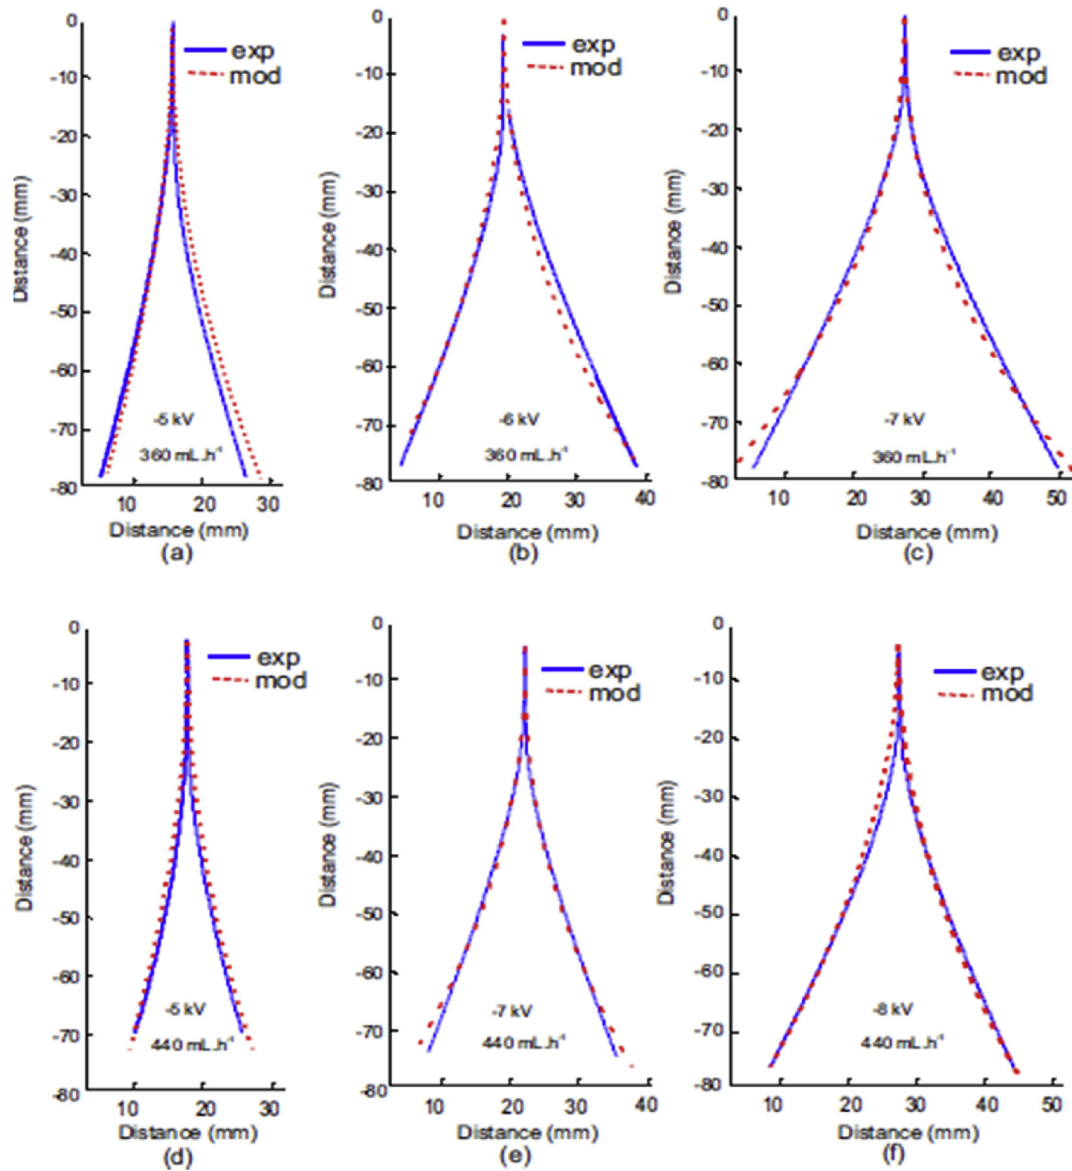 0
-10
-20
-30
-40
-50
-60
-70
-80
Distance (mm)
exp
mod
-5 kV
360 mL.h⁻¹
10 20 30
Distance (mm)
(a)
0
-10
-20
-30
-40
-50
-60
-70
-80
Distance (mm)
exp
mod
-6 kV
360 mL.h⁻¹
10 20 30 40
Distance (mm)
(b)
0
-10
-20
-30
-40
-50
-60
-70
-80
Distance (mm)
exp
mod
-7 kV
360 mL.h⁻¹
10 20 30 40 50
Distance (mm)
(c)
0
-10
-20
-30
-40
-50
-60
-70
-80
Distance (mm)
exp
mod
-5 kV
440 mL.h⁻¹
10 20 30
Distance (mm)
(d)
0
-10
-20
-30
-40
-50
-60
-70
-80
Distance (mm)
exp
mod
-7 kV
440 mL.h⁻¹
10 20 30 40
Distance (mm)
(e)
0
-10
-20
-30
-40
-50
-60
-70
-80
Distance (mm)
exp
mod
-8 kV
440 mL.h⁻¹
10 20 30 40 50
Distance (mm)
(f)